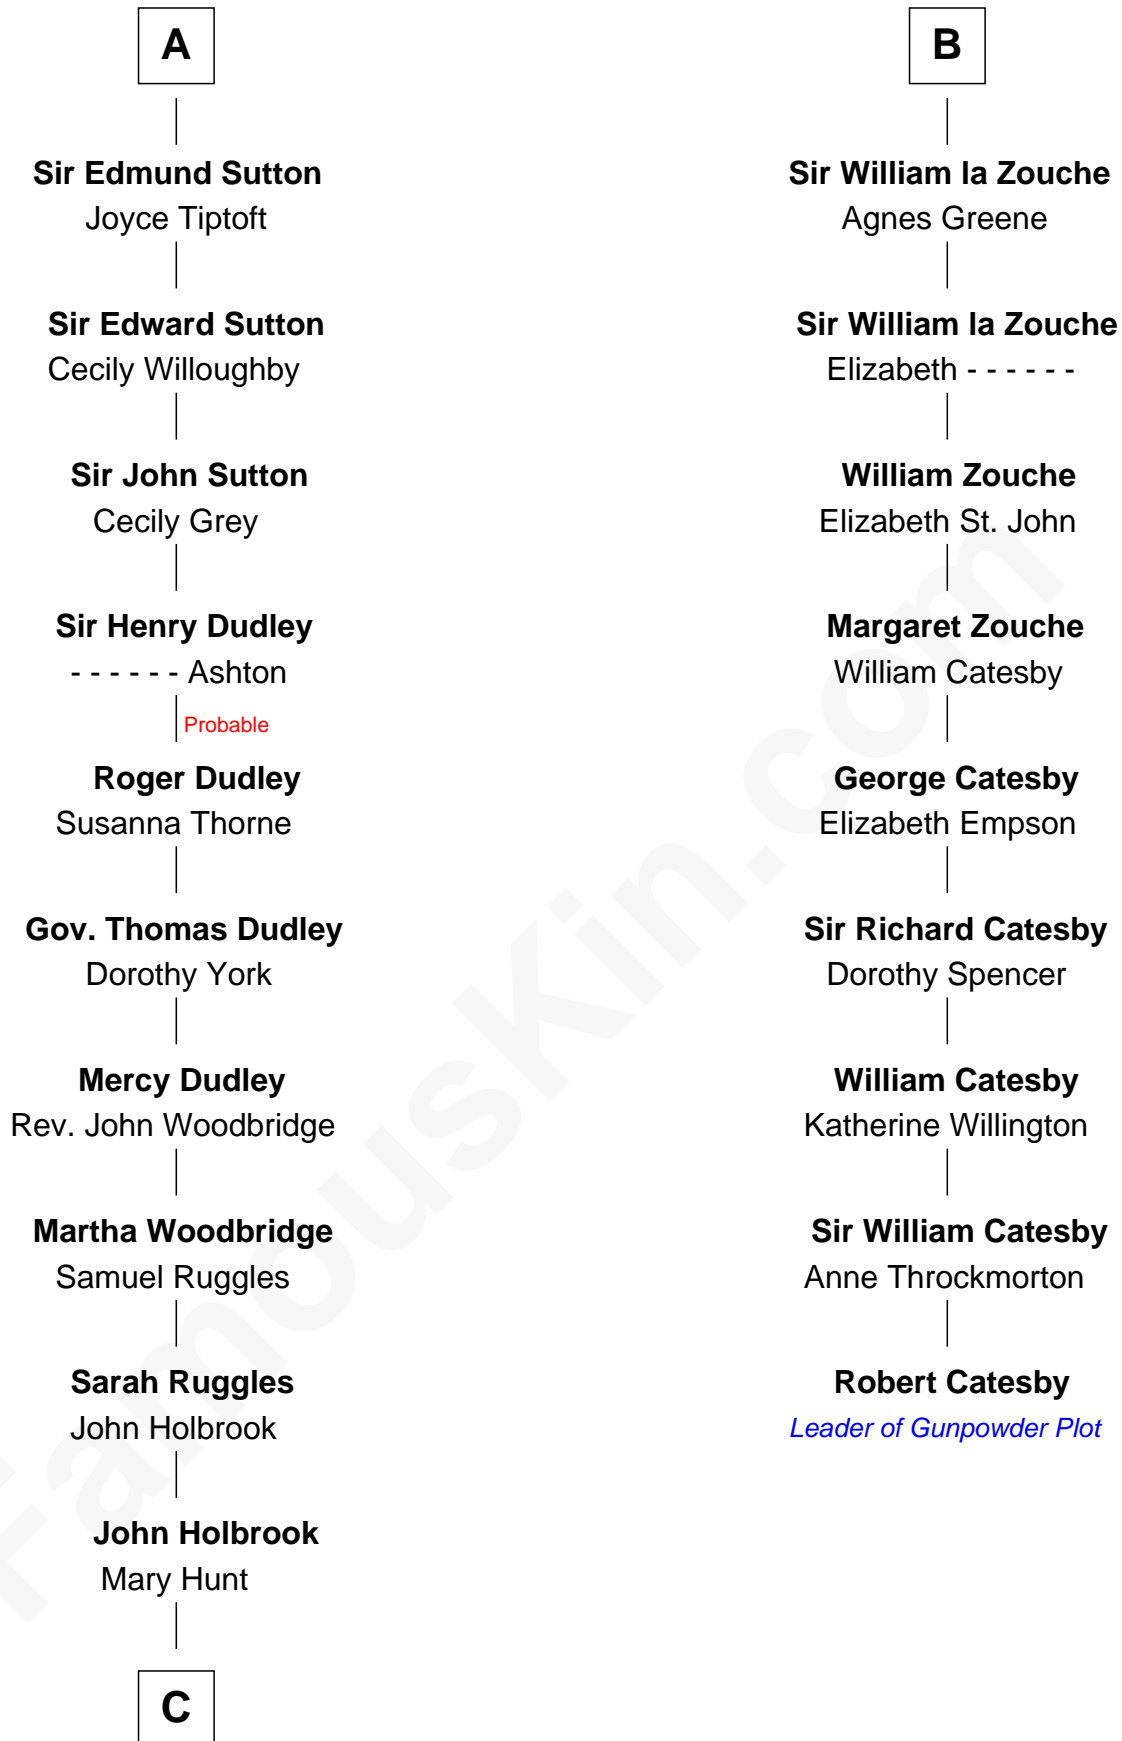 A
Sir Edmund Sutton
Joyce Tiptoft
Sir Edward Sutton
Cecily Willoughby
Sir John Sutton
Cecily Grey
Sir Henry Dudley
- - - - - - Ashton
Probable
Roger Dudley
Susanna Thorne
Gov. Thomas Dudley
Dorothy York
Mercy Dudley
Rev. John Woodbridge
Martha Woodbridge
Samuel Ruggles
Sarah Ruggles
John Holbrook
John Holbrook
Mary Hunt
C
B
Sir William la Zouche
Agnes Greene
Sir William la Zouche
Elizabeth - - - - - -
William Zouche
Elizabeth St. John
Margaret Zouche
William Catesby
George Catesby
Elizabeth Empson
Sir Richard Catesby
Dorothy Spencer
William Catesby
Katherine Willington
Sir William Catesby
Anne Throckmorton
Robert Catesby
Leader of Gunpowder Plot
FamousKin.com